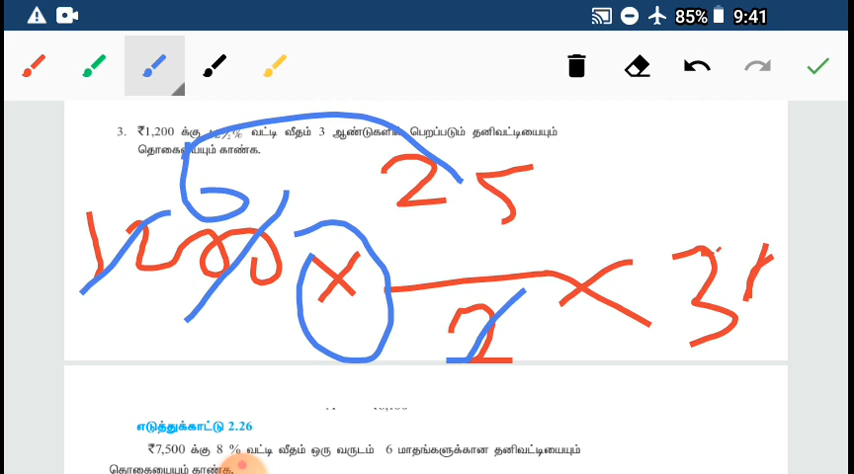 85% 9:41
3. ₹1,200 க்கு % வட்டி வீதம் 3 ஆண்டுகளில் பெறப்படும் தனிவட்டியையும்
தொகையையும் காண்க.
6 25
1200 × × 3
2
எடுத்துக்காட்டு 2.26
₹7,500 க்கு 8 % வட்டி வீதம் ஒரு வருடம் 6 மாதங்களுக்கான தனிவட்டியையும்
தொகையையும் காண்க.